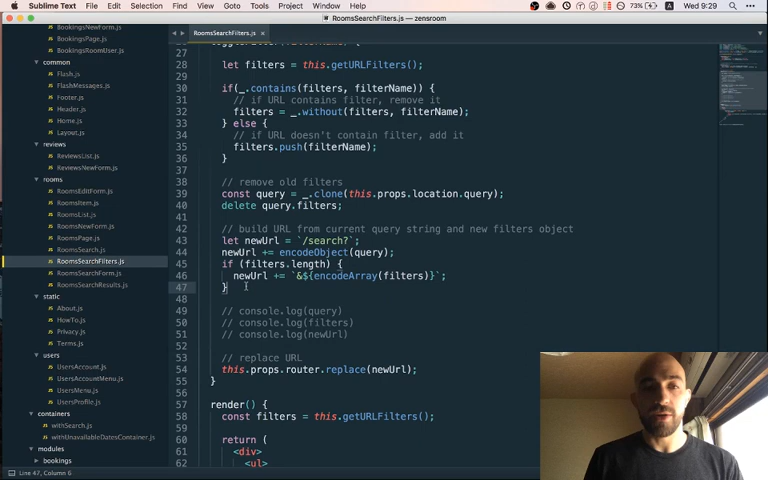 Sublime Text File Edit Selection Find View Goto Tools Project Window Help 73% Wed 9:29
RoomsSearchFilters.js — zensroom
BookingsNewForm.js
BookingsPage.js
BookingsRoomUser.js
common
Flash.js
FlashMessages.js
Footer.js
Header.js
Home.js
Layout.js
reviews
ReviewsList.js
ReviewsNewForm.js
rooms
RoomsEditForm.js
RoomsItem.js
RoomsList.js
RoomsNewForm.js
RoomsPage.js
RoomsSearch.js
RoomsSearchFilters.js
RoomsSearchForm.js
RoomsSearchResults.js
static
About.js
HowTo.js
Privacy.js
Terms.js
users
UsersAccount.js
UsersAccountMenu.js
UsersMenu.js
UsersProfile.js
containers
withSearch.js
withUnavailableDatesContainer.js
modules
bookings
RoomsSearchFilters.js ×
27
28 let filters = this.getURLFilters();
29
30 if(_.contains(filters, filterName)) {
31 // if URL contains filter, remove it
32 filters = _.without(filters, filterName);
33 } else {
34 // if URL doesn't contain filter, add it
35 filters.push(filterName);
36 }
37
38 // remove old filters
39 const query = _.clone(this.props.location.query);
40 delete query.filters;
41
42 // build URL from current query string and new filters object
43 let newUrl = `/search?`;
44 newUrl += encodeObject(query);
45 if (filters.length) {
46 newUrl += `&${encodeArray(filters)}`;
47 }
48
49 // console.log(query)
50 // console.log(filters)
51 // console.log(newUrl)
52
53 // replace URL
54 this.props.router.replace(newUrl);
55 }
56
57 render() {
58 const filters = this.getURLFilters();
59
60 return (
61 <div>
62 <ul>
Line 47, Column 6